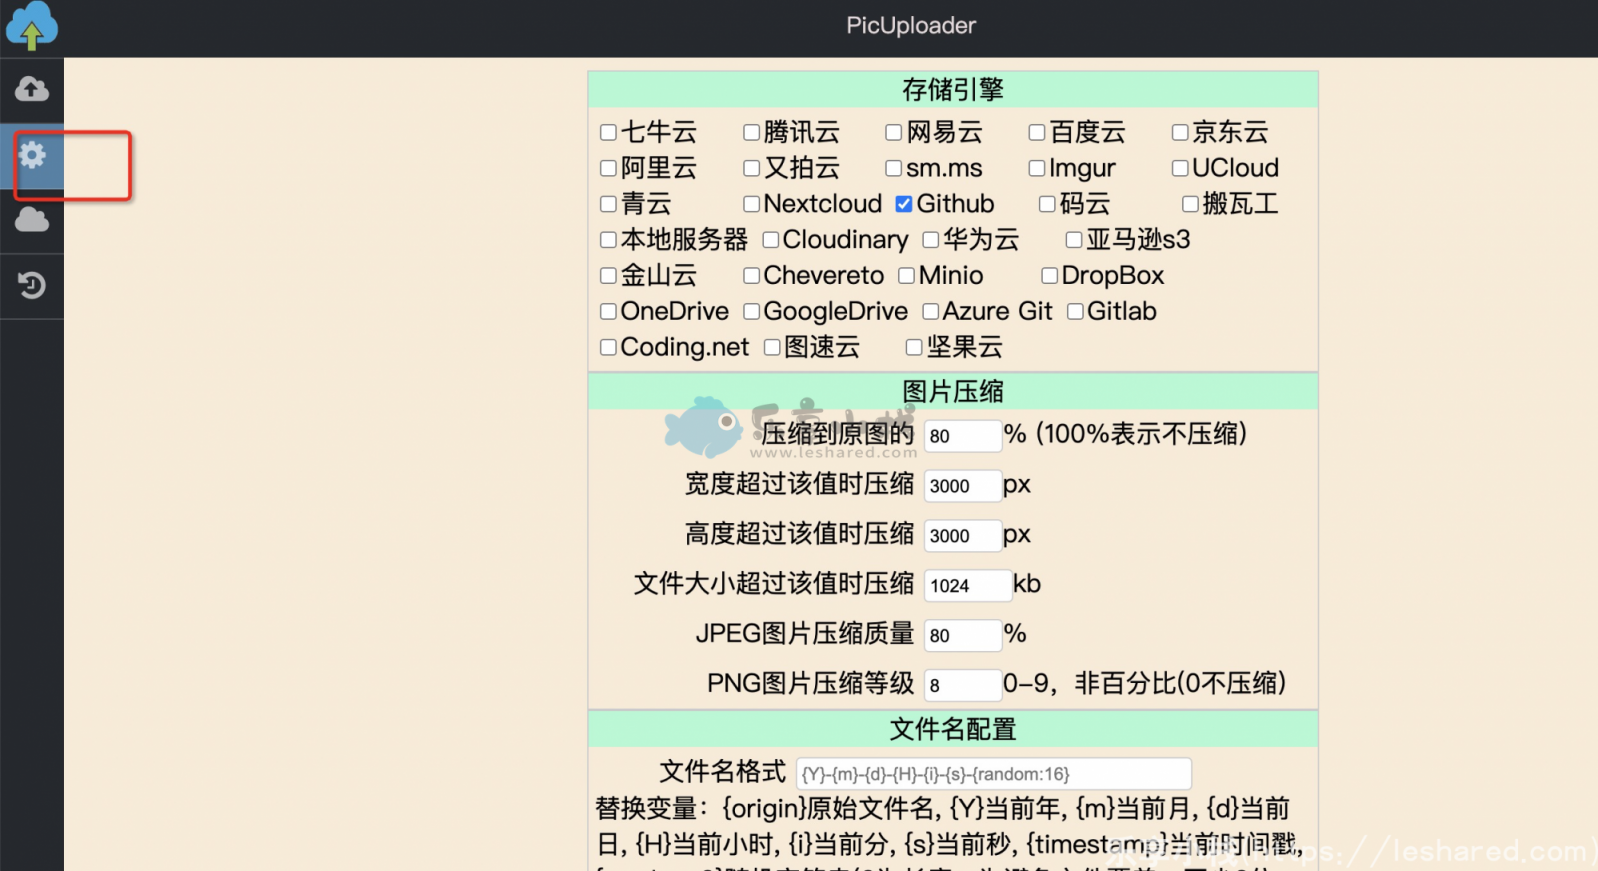 PicUploader
存储引擎
七牛云 腾讯云 网易云 百度云 京东云
阿里云 又拍云 sm.ms Imgur UCloud
青云 Nextcloud Github 码云 搬瓦工
本地服务器 Cloudinary 华为云 亚马逊s3
金山云 Chevereto Minio DropBox
OneDrive GoogleDrive Azure Git Gitlab
Coding.net 图速云 坚果云
图片压缩
乐享小栈
www.leshared.com
压缩到原图的 80 % (100%表示不压缩)
宽度超过该值时压缩 3000 px
高度超过该值时压缩 3000 px
文件大小超过该值时压缩 1024 kb
JPEG图片压缩质量 80 %
PNG图片压缩等级 8 0-9，非百分比(0不压缩)
文件名配置
文件名格式 {Y}-{m}-{d}-{H}-{i}-{s}-{random:16}
替换变量：{origin}原始文件名, {Y}当前年, {m}当前月, {d}当前
日, {H}当前小时, {i}当前分, {s}当前秒, {timestamp}当前时间戳,
乐享小栈(https://leshared.com)